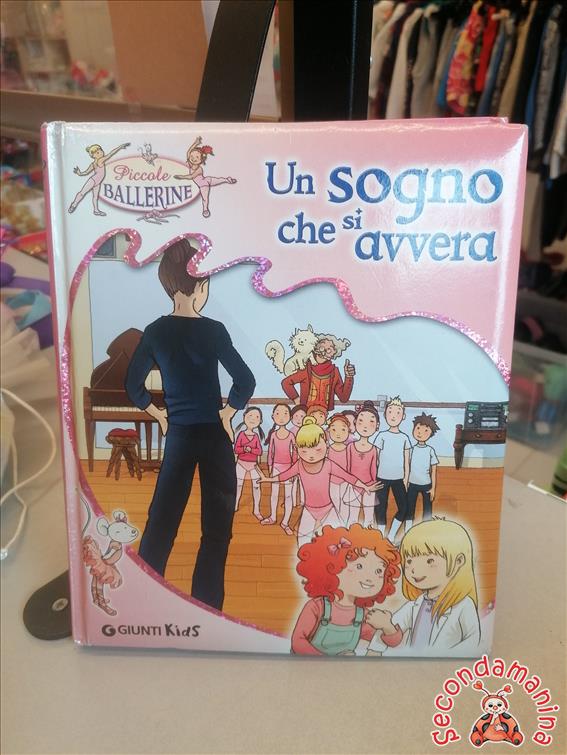 Piccole
BALLERINE
Un sogno
che si avvera
GIUNTI KidS
Secondamanina